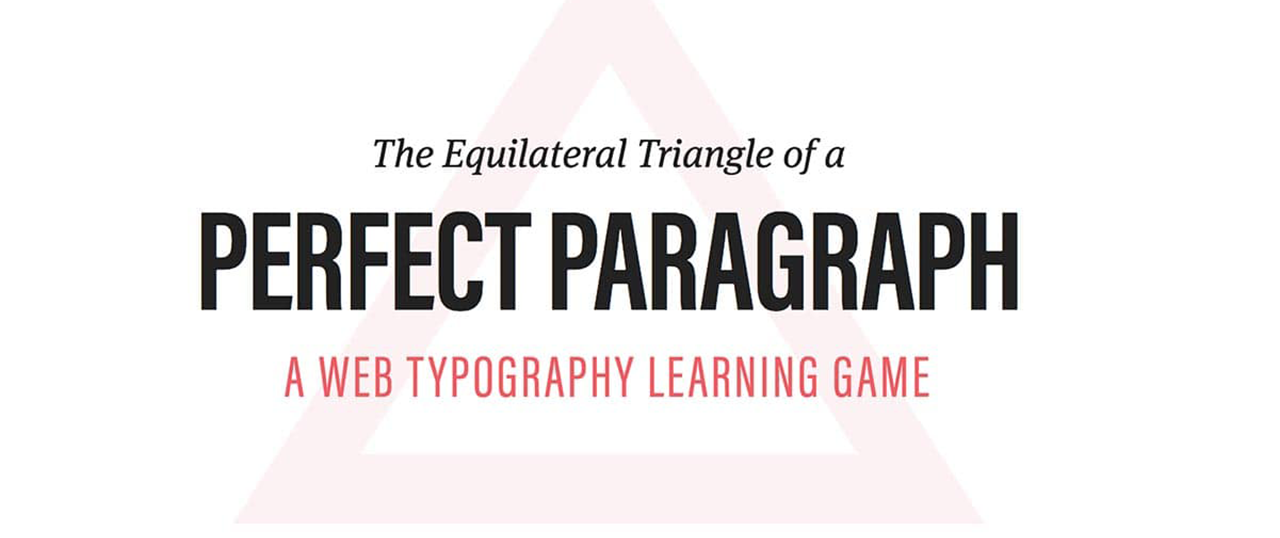 The Equilateral Triangle of a
PERFECT PARAGRAPH
A WEB TYPOGRAPHY LEARNING GAME